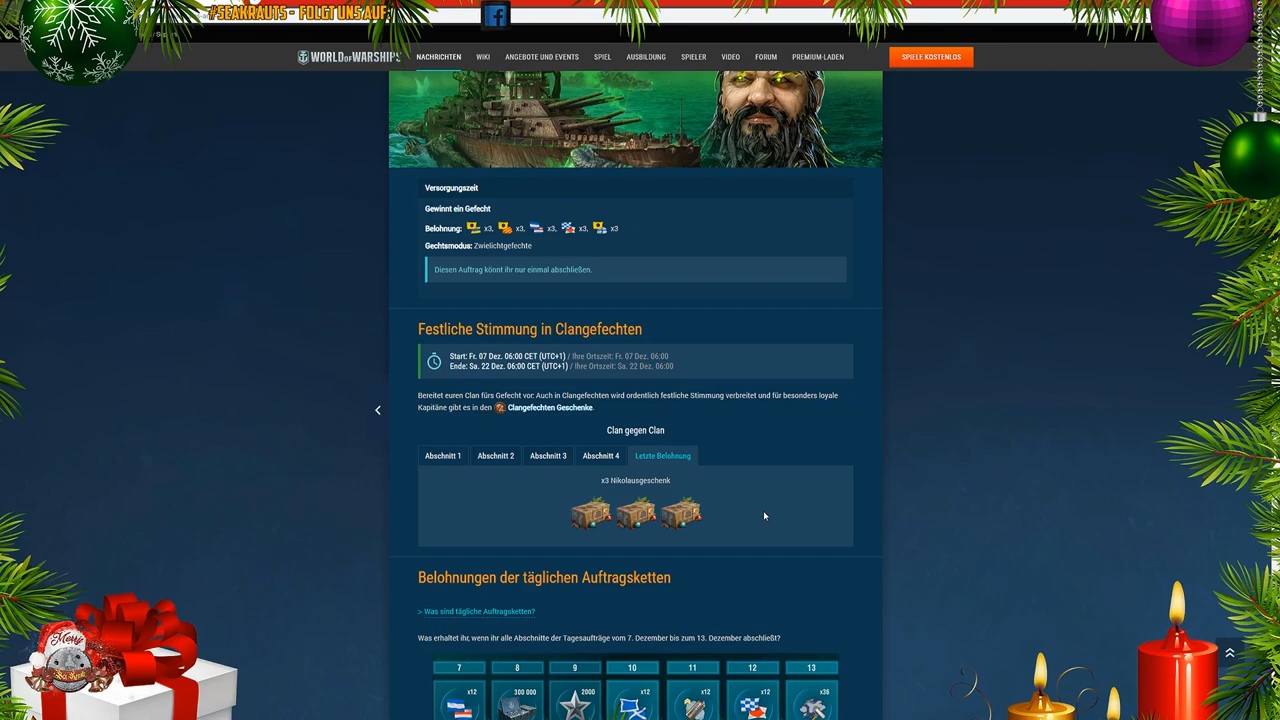 #SEAKRAUTS - FOLGT UNS AUF:
WORLD OF WARSHIPS
NACHRICHTEN
WIKI
ANGEBOTE UND EVENTS
SPIEL
AUSBILDUNG
SPIELER
VIDEO
FORUM
PREMIUM-LADEN
SPIELE KOSTENLOS
Versorgungszeit
Gewinnt ein Gefecht
Belohnung: x3, x3, x3, x3, x3
Gechtsmodus: Zwielichtgefechte
Diesen Auftrag könnt ihr nur einmal abschließen.
Festliche Stimmung in Clangefechten
Start: Fr. 07 Dez. 06:00 CET (UTC+1) / Ihre Ortszeit: Fr. 07 Dez. 06:00
Ende: Sa. 22 Dez. 06:00 CET (UTC+1) / Ihre Ortszeit: Sa. 22 Dez. 06:00
Bereitet euren Clan fürs Gefecht vor: Auch in Clangefechten wird ordentlich festliche Stimmung verbreitet und für besonders loyale
Kapitäne gibt es in den Clangefechten Geschenke.
Clan gegen Clan
Abschnitt 1
Abschnitt 2
Abschnitt 3
Abschnitt 4
Letzte Belohnung
x3 Nikolausgeschenk
Belohnungen der täglichen Auftragsketten
> Was sind tägliche Auftragsketten?
Was erhaltet ihr, wenn ihr alle Abschnitte der Tagesaufträge vom 7. Dezember bis zum 13. Dezember abschließt?
7 8 9 10 11 12 13
x12 300 000 2000 x12 x12 x12 x36
Merry